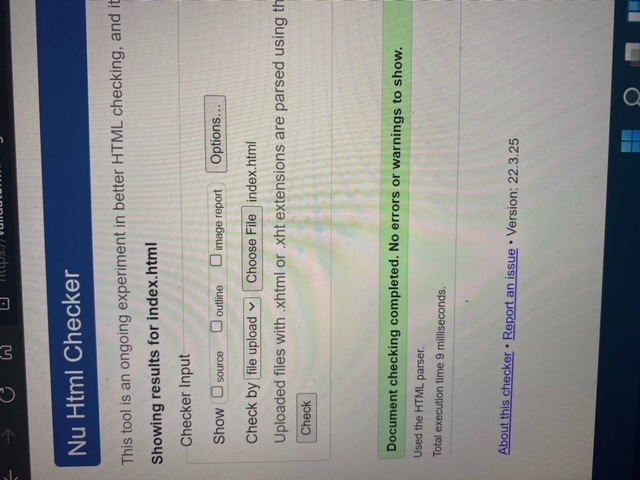 Nu Html Checker
This tool is an ongoing experiment in better HTML checking, and it
Showing results for index.html
Checker Input
Show source outline image report Options...
Check by file upload Choose File index.html
Uploaded files with .xhtml or .xht extensions are parsed using th
Check
Document checking completed. No errors or warnings to show.
Used the HTML parser.
Total execution time 9 milliseconds.
About this checker • Report an issue • Version: 22.3.25